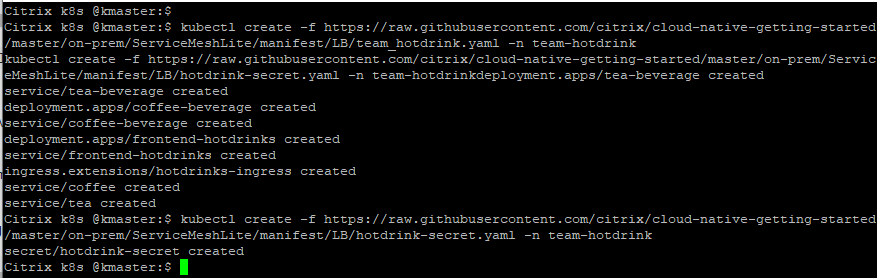 Citrix k8s @kmaster:$
Citrix k8s @kmaster:$ kubectl create -f https://raw.githubusercontent.com/citrix/cloud-native-getting-started
/master/on-prem/ServiceMeshLite/manifest/LB/team_hotdrink.yaml -n team-hotdrink
kubectl create -f https://raw.githubusercontent.com/citrix/cloud-native-getting-started/master/on-prem/Servic
eMeshLite/manifest/LB/hotdrink-secret.yaml -n team-hotdrinkdeployment.apps/tea-beverage created
service/tea-beverage created
deployment.apps/coffee-beverage created
service/coffee-beverage created
deployment.apps/frontend-hotdrinks created
service/frontend-hotdrinks created
ingress.extensions/hotdrinks-ingress created
service/coffee created
service/tea created
Citrix k8s @kmaster:$ kubectl create -f https://raw.githubusercontent.com/citrix/cloud-native-getting-started
/master/on-prem/ServiceMeshLite/manifest/LB/hotdrink-secret.yaml -n team-hotdrink
secret/hotdrink-secret created
Citrix k8s @kmaster:$